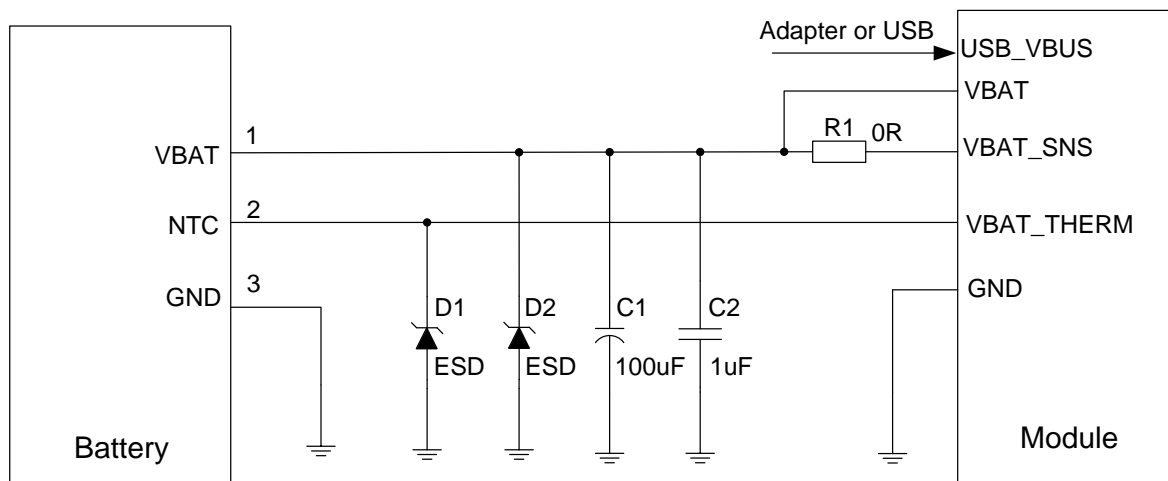 Adapter or USB
USB_VBUS
VBAT
R1 0R
1
VBAT
VBAT_SNS
2
NTC
VBAT_THERM
3
GND
GND
D1
D2
C1
C2
ESD
ESD
100uF
1uF
Battery
Module